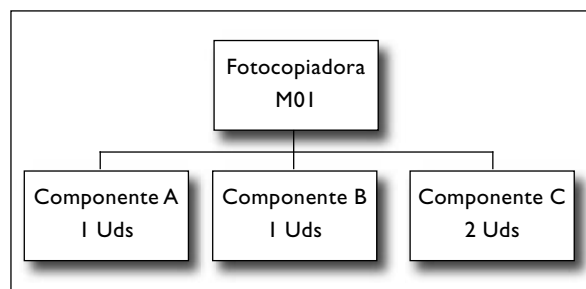 Fotocopiadora
M01
Componente A
1 Uds
Componente B
1 Uds
Componente C
2 Uds